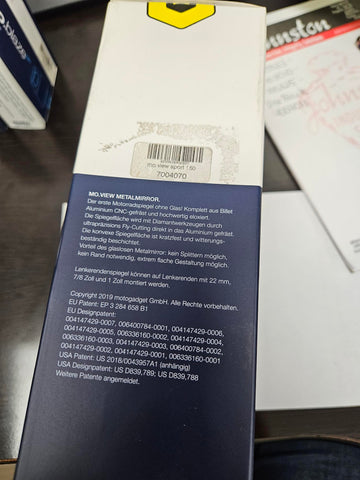 mo.view sport 1.50
7004070
MO.VIEW METALMIRROR.
Der erste Motorradspiegel ohne Glas! Komplett aus Billet
Aluminium CNC-gefräst und hochwertig eloxiert.
Die Spiegelfläche wird mit Diamantwerkzeugen durch
ultrapräzisions Fly-Cutting direkt in das Aluminium gefräst.
Die konvexe Spiegelfläche ist kratzfest und witterungs-
beständig beschichtet.
Vorteil des glaslosen Metalmirror: kein Splittern möglich,
kein Rand notwendig, extrem flache Gestaltung möglich.
Lenkerendenspiegel können auf Lenkerenden mit 22 mm,
7/8 Zoll und 1 Zoll montiert werden.
Copyright 2019 motogadget GmbH. Alle Rechte vorbehalten.
EU Patent: EP 3 284 658 B1
EU Designpatent:
004147429-0007, 006400784-0001, 004147429-0006,
004147429-0005, 006336160-0002, 004147429-0004,
006336160-0003, 004147429-0003, 006400784-0002,
004147429-0002, 004147429-0001, 006336160-0001
USA Patent: US 2018/0043957A1 (anhängig)
USA Designpatent: US D839,789; US D839,788
Weitere Patente angemeldet.